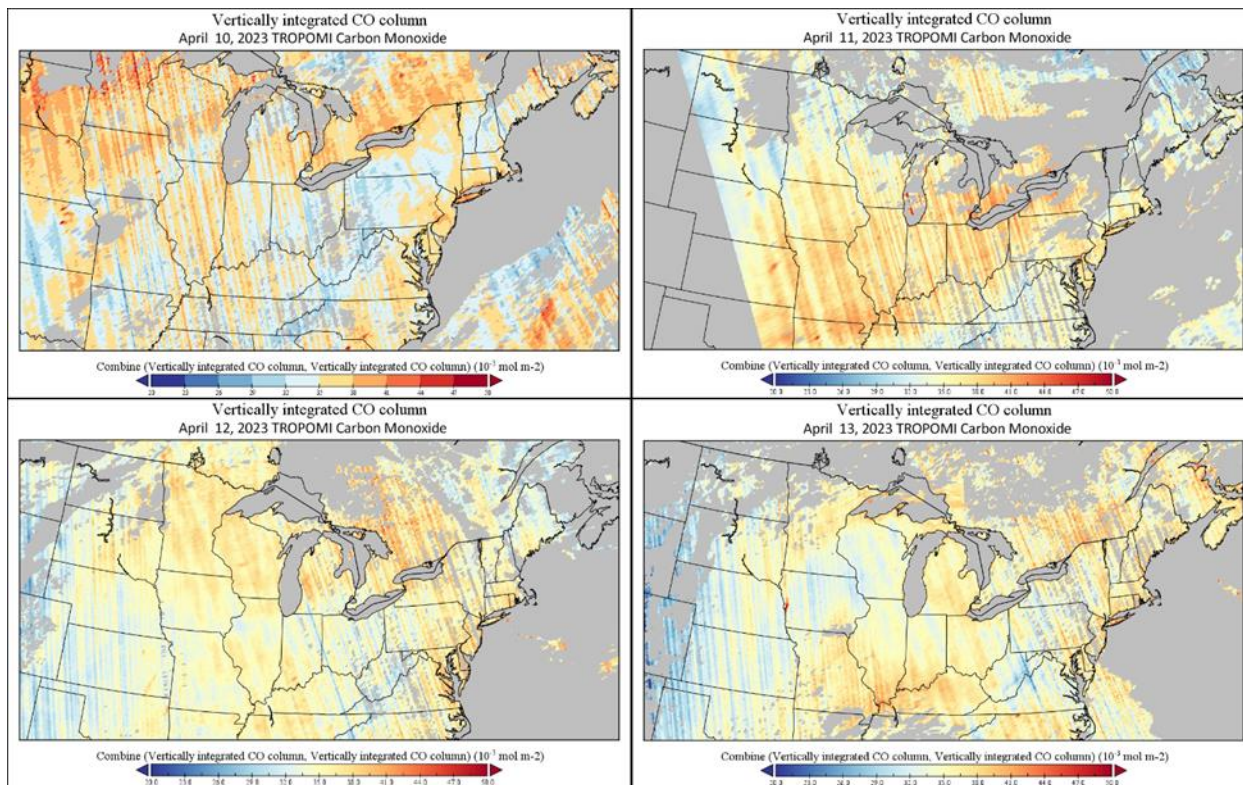 Vertically integrated CO column
April 10, 2023 TROPOMI Carbon Monoxide
Combine (Vertically integrated CO column, Vertically integrated CO column) (10⁻³ mol m-2)
Vertically integrated CO column
April 11, 2023 TROPOMI Carbon Monoxide
Combine (Vertically integrated CO column, Vertically integrated CO column) (10⁻³ mol m-2)
Vertically integrated CO column
April 12, 2023 TROPOMI Carbon Monoxide
Combine (Vertically integrated CO column, Vertically integrated CO column) (10⁻³ mol m-2)
Vertically integrated CO column
April 13, 2023 TROPOMI Carbon Monoxide
Combine (Vertically integrated CO column, Vertically integrated CO column) (10⁻³ mol m-2)